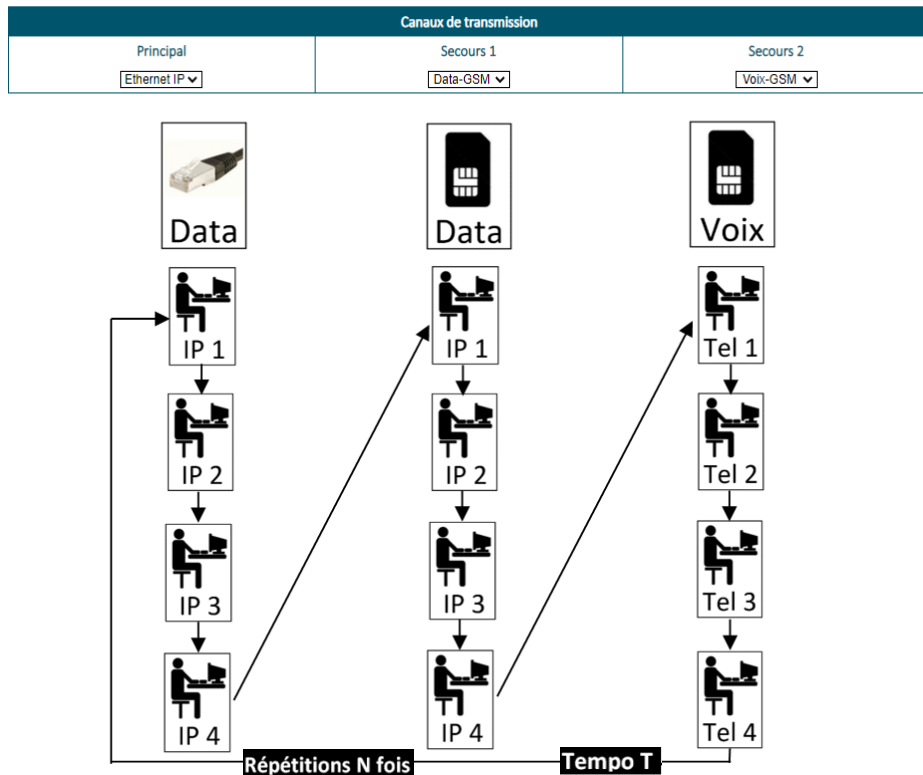 Canaux de transmission
Principal Secours 1 Secours 2
Ethernet IP Data-GSM Voix-GSM
Data Data Voix
IP 1 IP 1 Tel 1
IP 2 IP 2 Tel 2
IP 3 IP 3 Tel 3
IP 4 IP 4 Tel 4
Répétitions N fois Tempo T